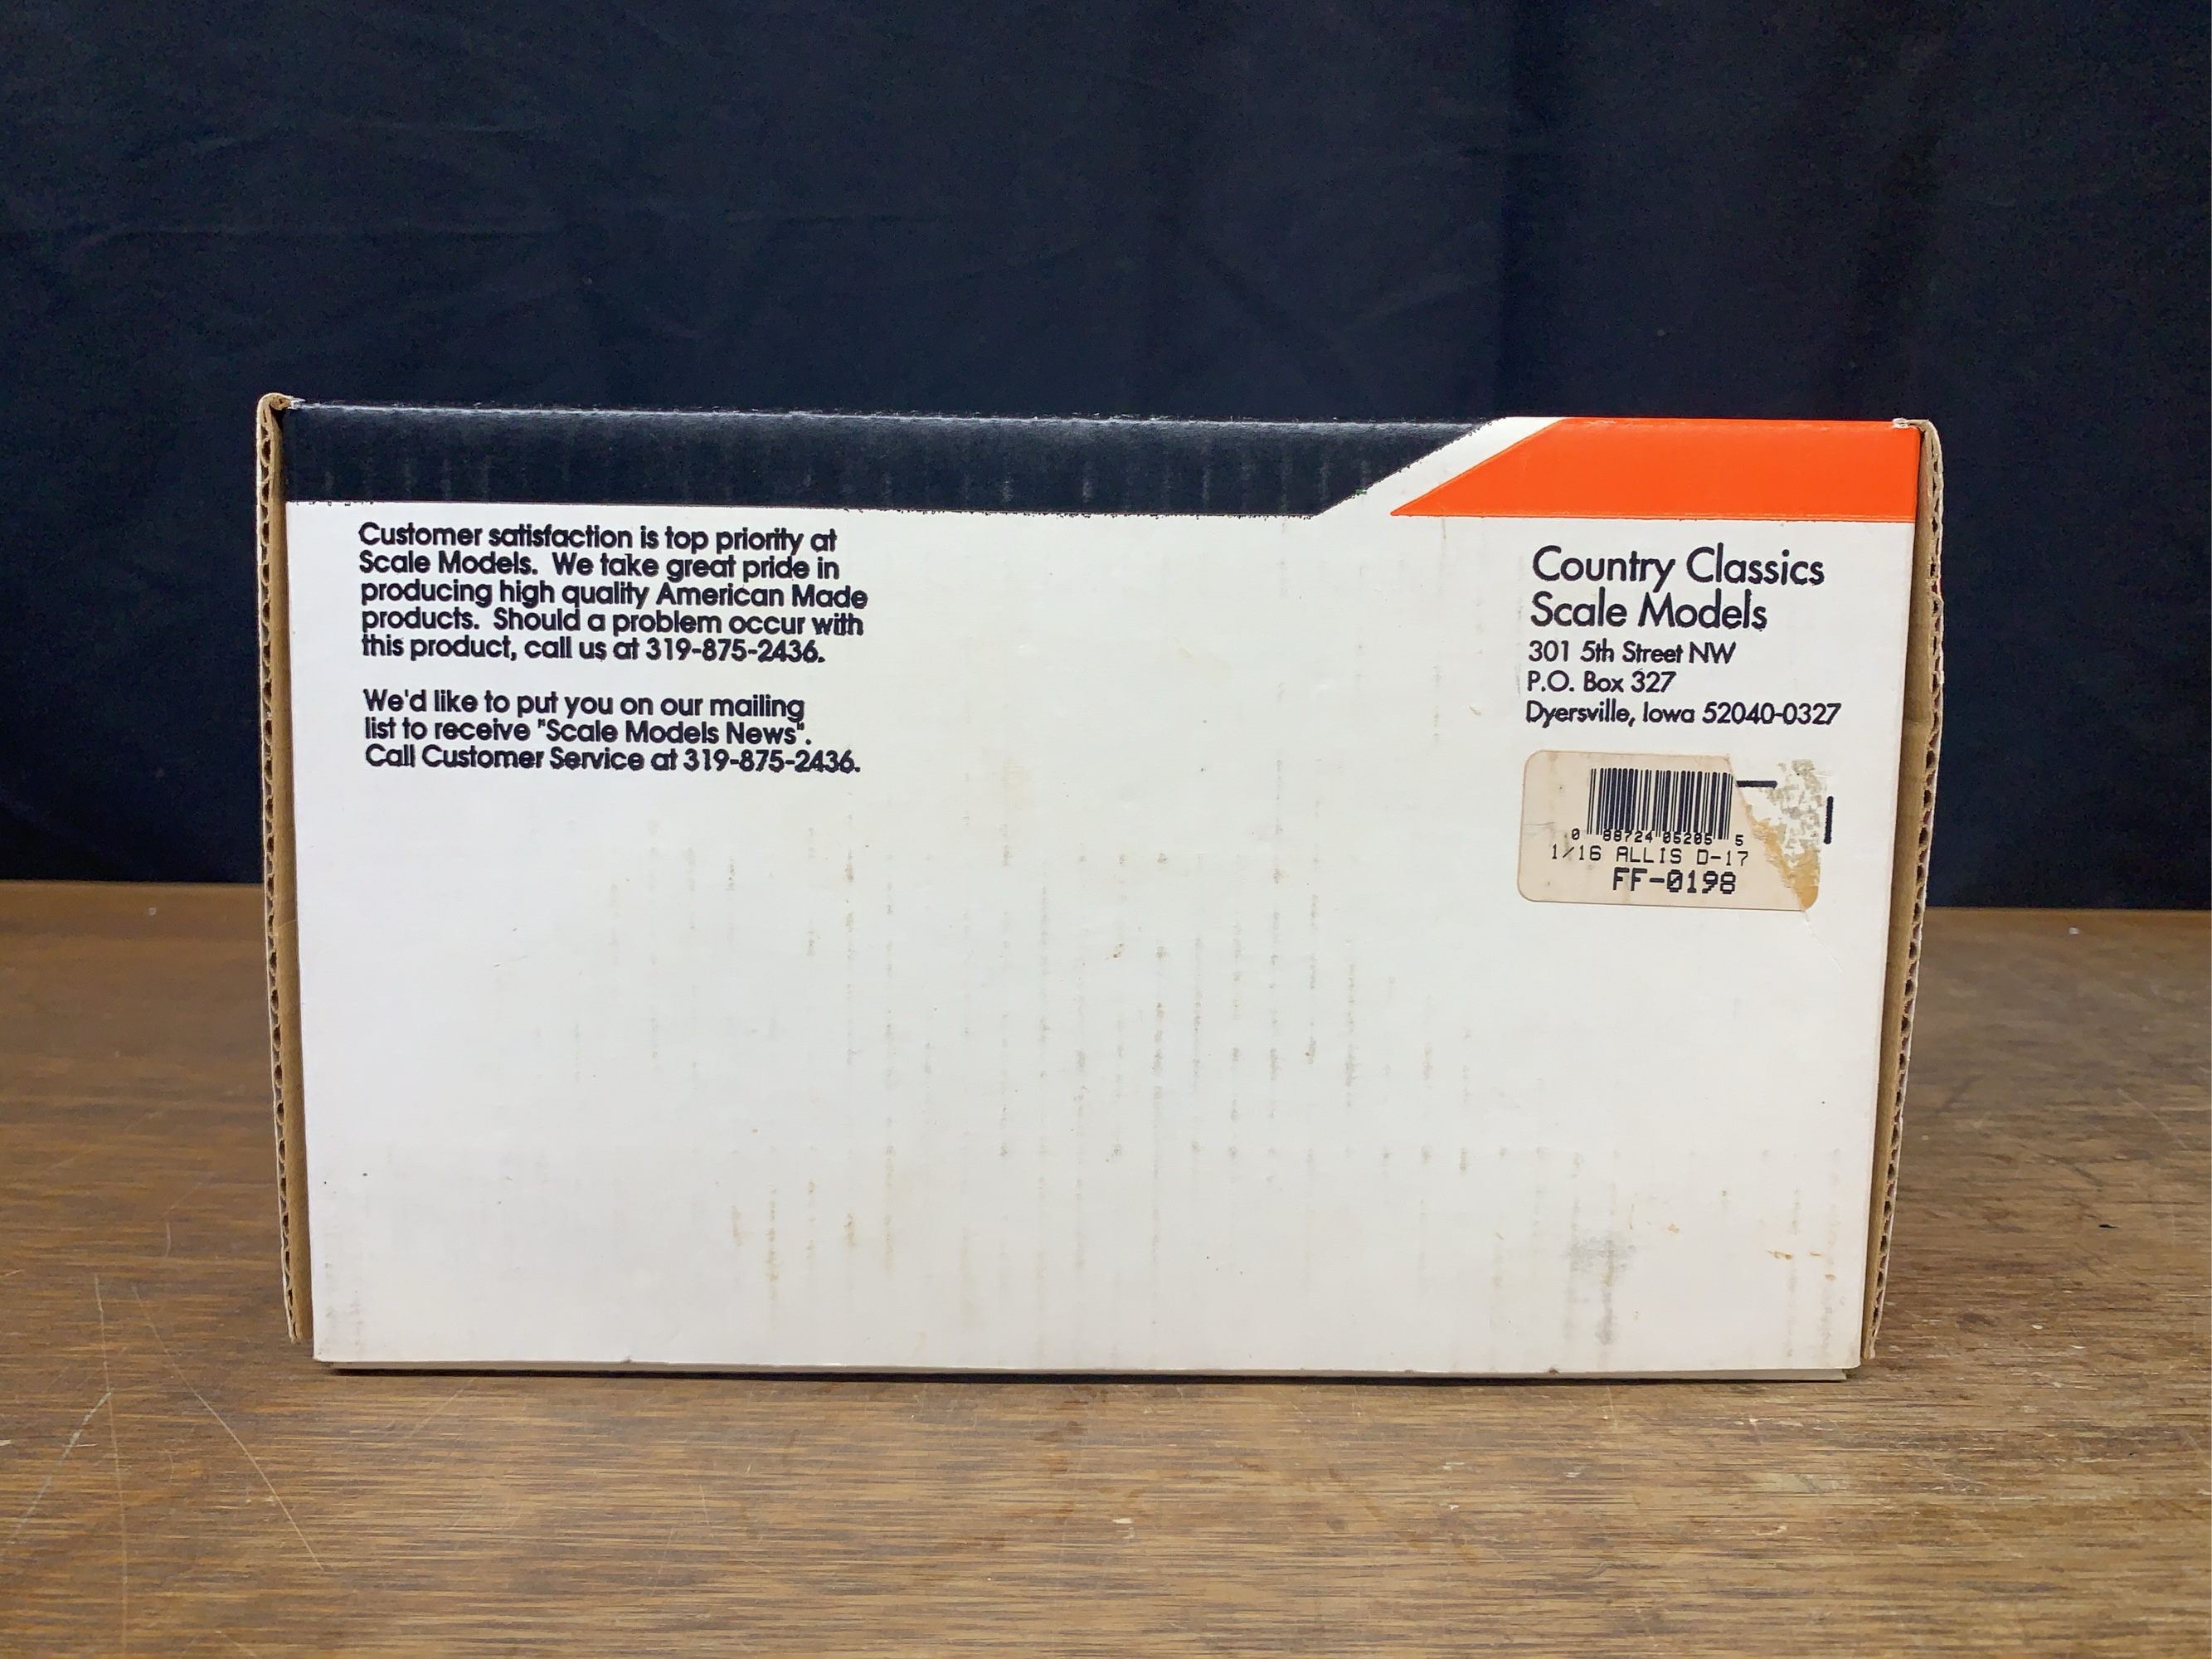 Customer satisfaction is top priority at
Scale Models. We take great pride in
producing high quality American Made
products. Should a problem occur with
this product, call us at 319-875-2436.
We'd like to put you on our mailing
list to receive "Scale Models News".
Call Customer Service at 319-875-2436.
Country Classics
Scale Models
301 5th Street NW
P.O. Box 327
Dyersville, Iowa 52040-0327
0 88724 05205 5
1/16 ALLIS D-17
FF-0198